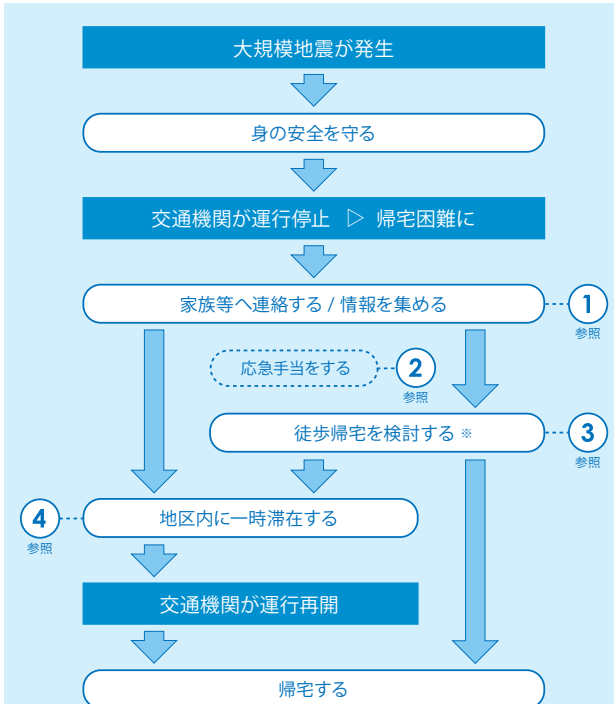 大規模地震が発生
身の安全を守る
交通機関が運行停止 ▷ 帰宅困難に
家族等へ連絡する / 情報を集める
1
参照
応急手当をする
2
参照
徒歩帰宅を検討する ※
3
参照
4
参照
地区内に一時滞在する
交通機関が運行再開
帰宅する